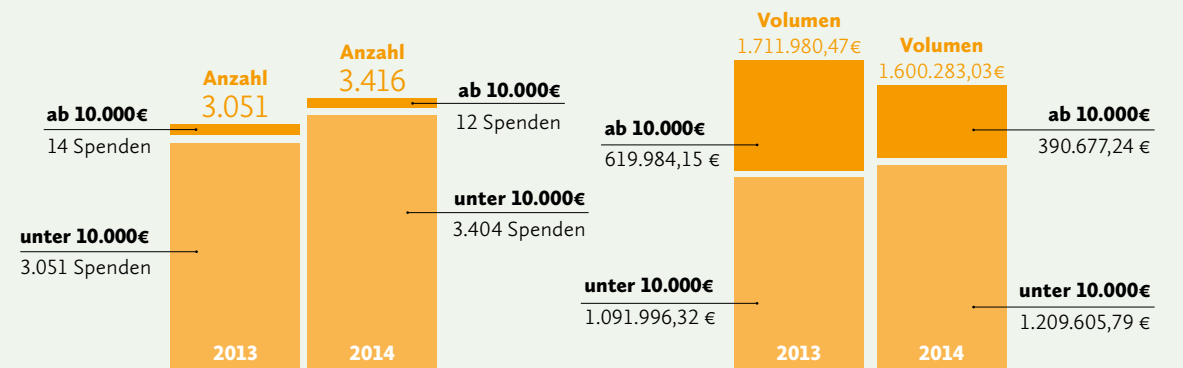 Anzahl
3.051
ab 10.000€
14 Spenden
unter 10.000€
3.051 Spenden
2013
Anzahl
3.416
ab 10.000€
12 Spenden
unter 10.000€
3.404 Spenden
2014
Volumen
1.711.980,47€
ab 10.000€
619.984,15 €
unter 10.000€
1.091.996,32 €
2013
Volumen
1.600.283,03€
ab 10.000€
390.677,24 €
unter 10.000€
1.209.605,79 €
2014